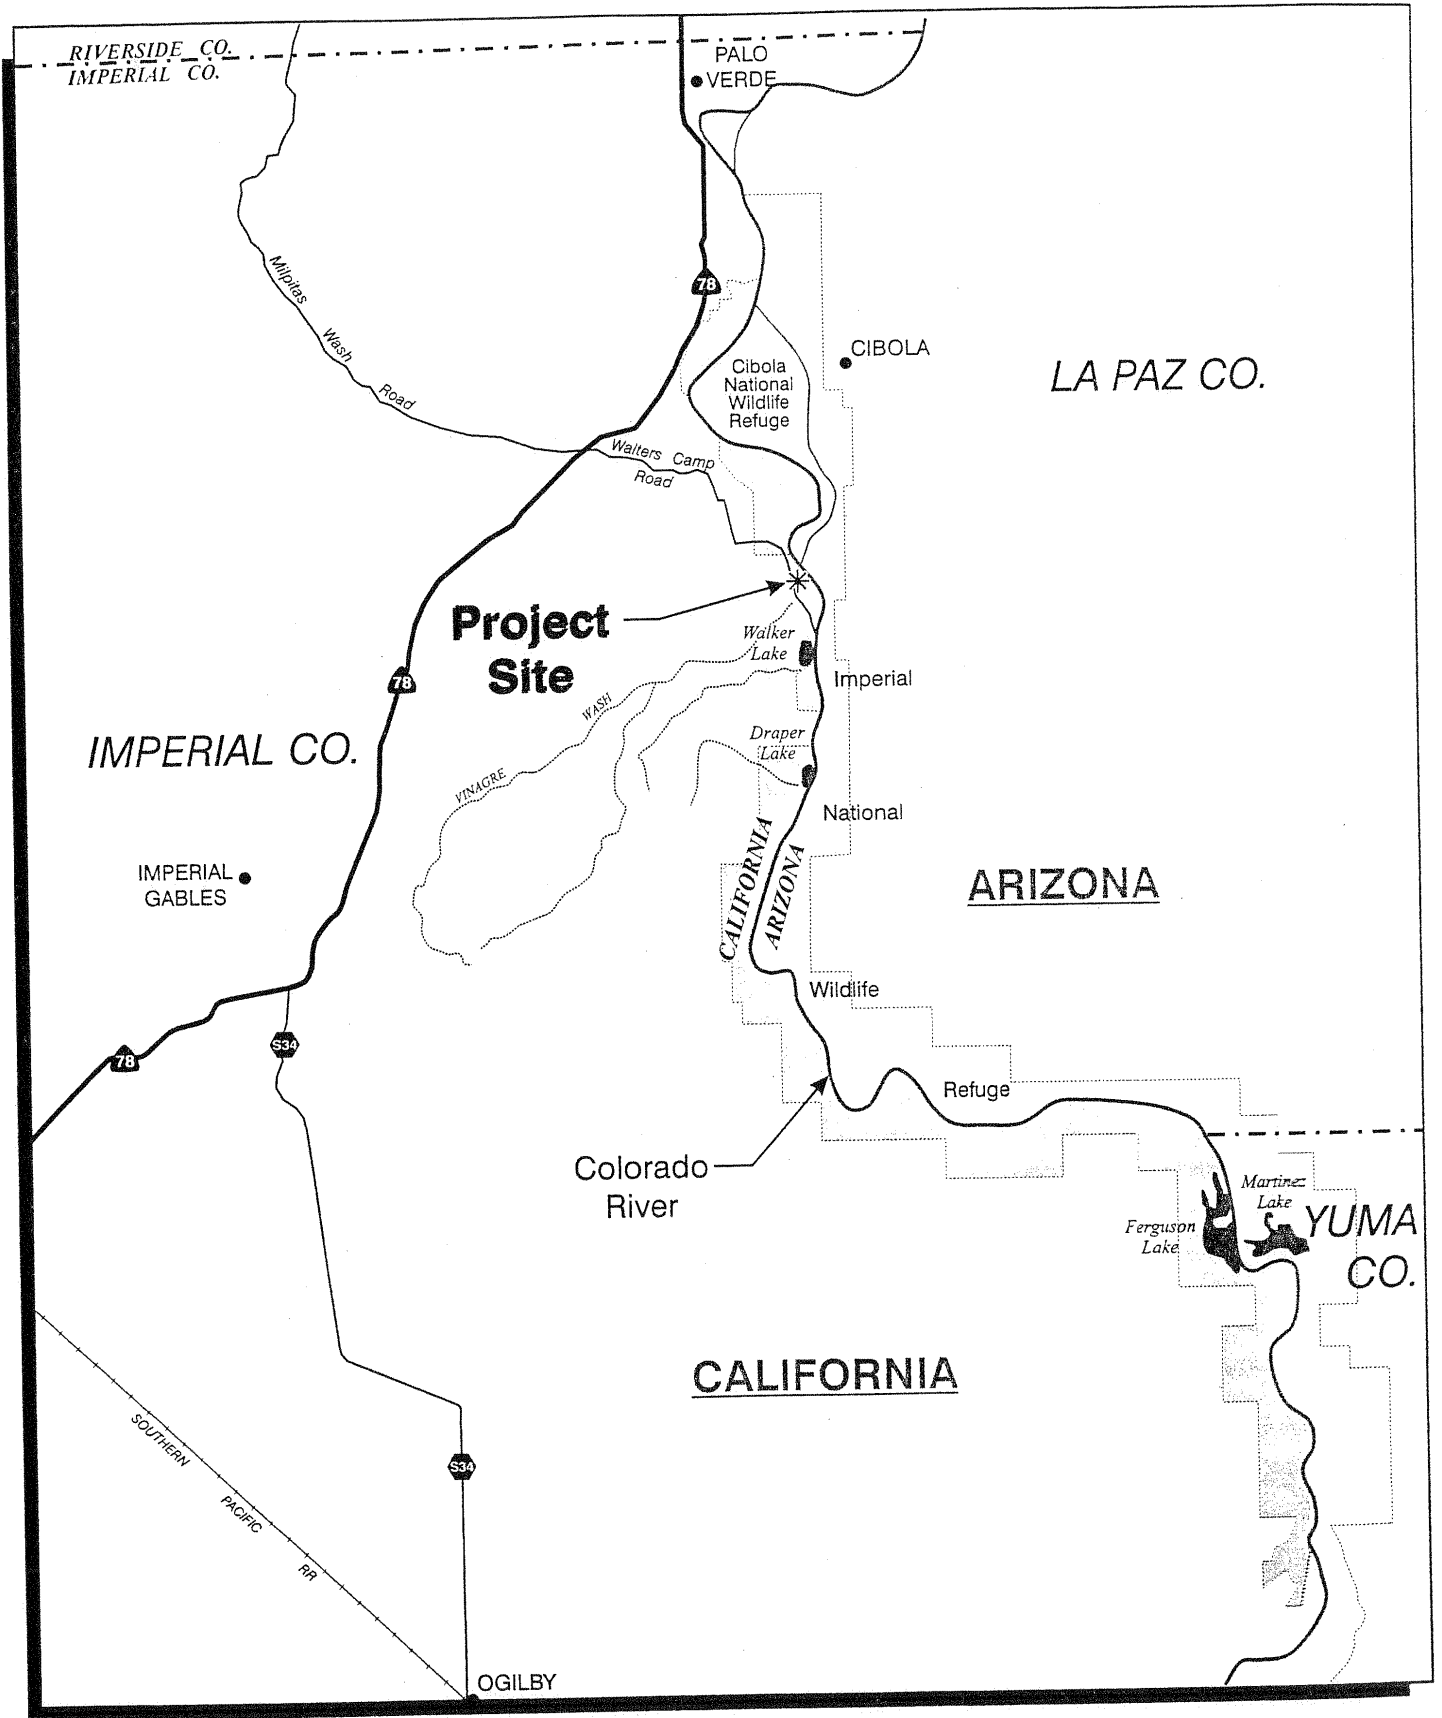 RIVERSIDE CO.
IMPERIAL CO.
PALO
VERDE
Milpitas
Wash
Road
78
CIBOLA
Cibola
National
Wildlife
Refuge
LA PAZ CO.
Walters Camp
Road
Project
Site
Walker
Lake
Imperial
78
WASH
VINAGRE
Draper
Lake
IMPERIAL CO.
National
CALIFORNIA
ARIZONA
IMPERIAL
GABLES
ARIZONA
Wildlife
S34
78
Refuge
Colorado
River
Martinez
Lake
Ferguson
Lake
YUMA
CO.
CALIFORNIA
SOUTHERN
PACIFIC
RR
S34
OGILBY